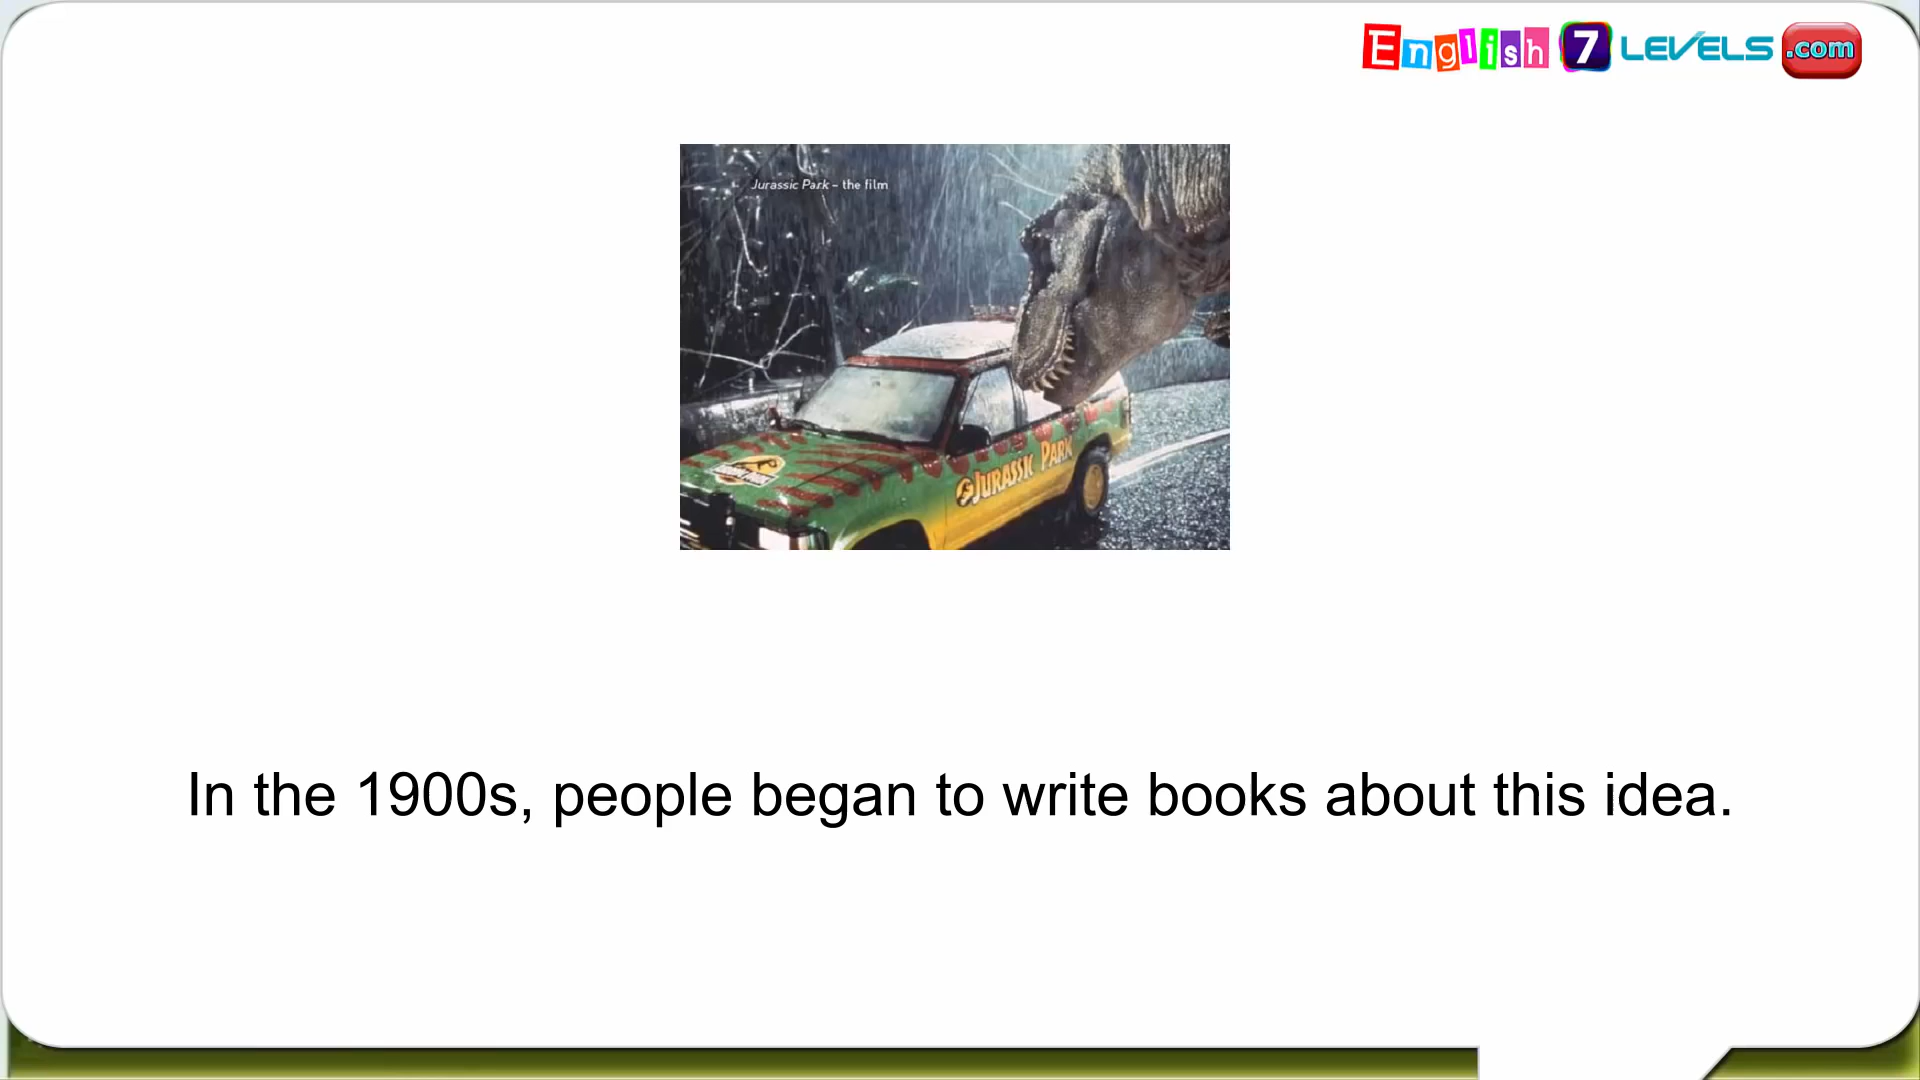 English 7 LEVELS .com
Jurassic Park – the film
JURASSIC PARK
In the 1900s, people began to write books about this idea.